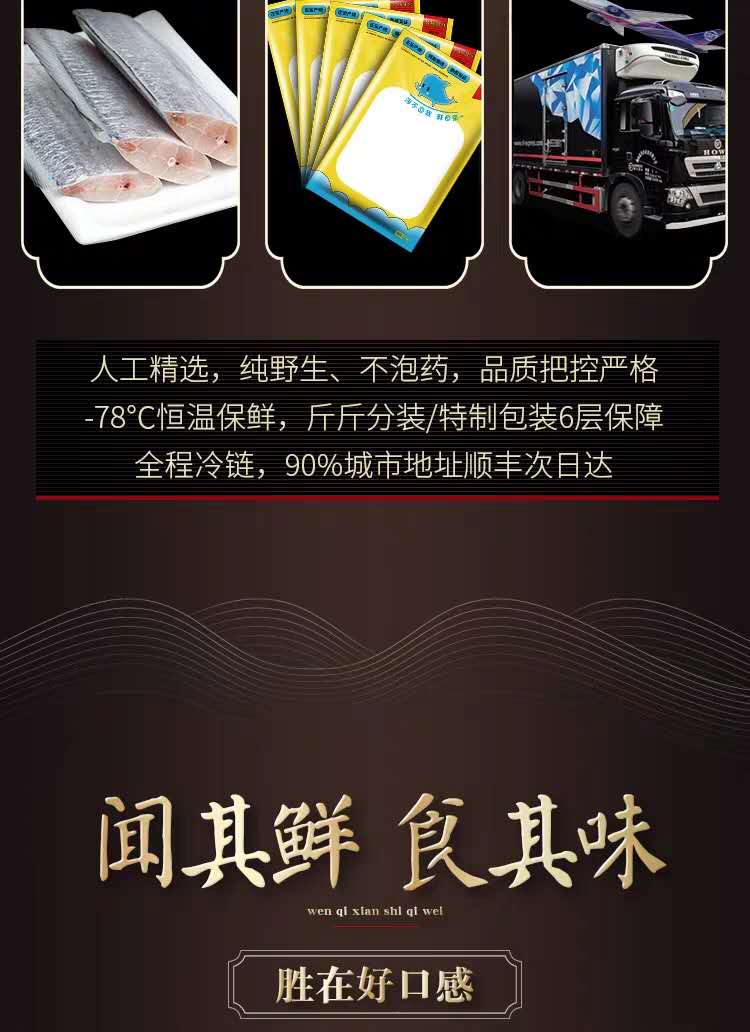 HOW
人工精选，纯野生、不泡药，品质把控严格
-78°C恒温保鲜，斤斤分装/特制包装6层保障
全程冷链，90%城市地址顺丰次日达
闻其鲜 食其味
wen qi xian shi qi wei
胜在好口感